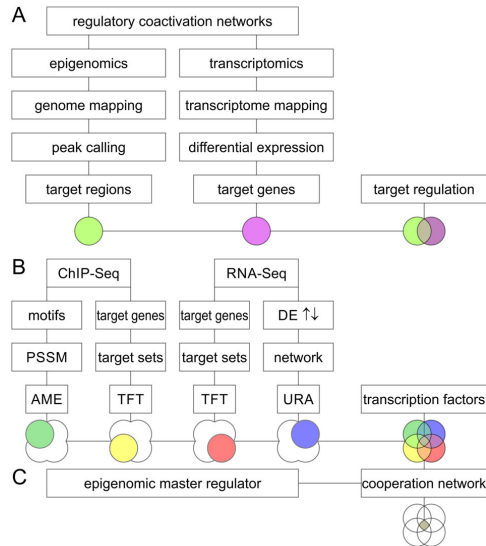 A
regulatory coactivation networks
epigenomics transcriptomics
genome mapping transcriptome mapping
peak calling differential expression
target regions target genes target regulation
B
ChIP-Seq RNA-Seq
motifs target genes target genes DE ↑↓
PSSM target sets target sets network
AME TFT TFT URA transcription factors
C
epigenomic master regulator cooperation network